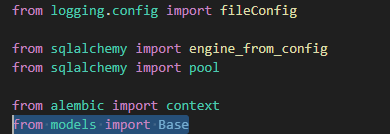 from logging.config import fileConfig
from sqlalchemy import engine_from_config
from sqlalchemy import pool
from alembic import context
from models import Base